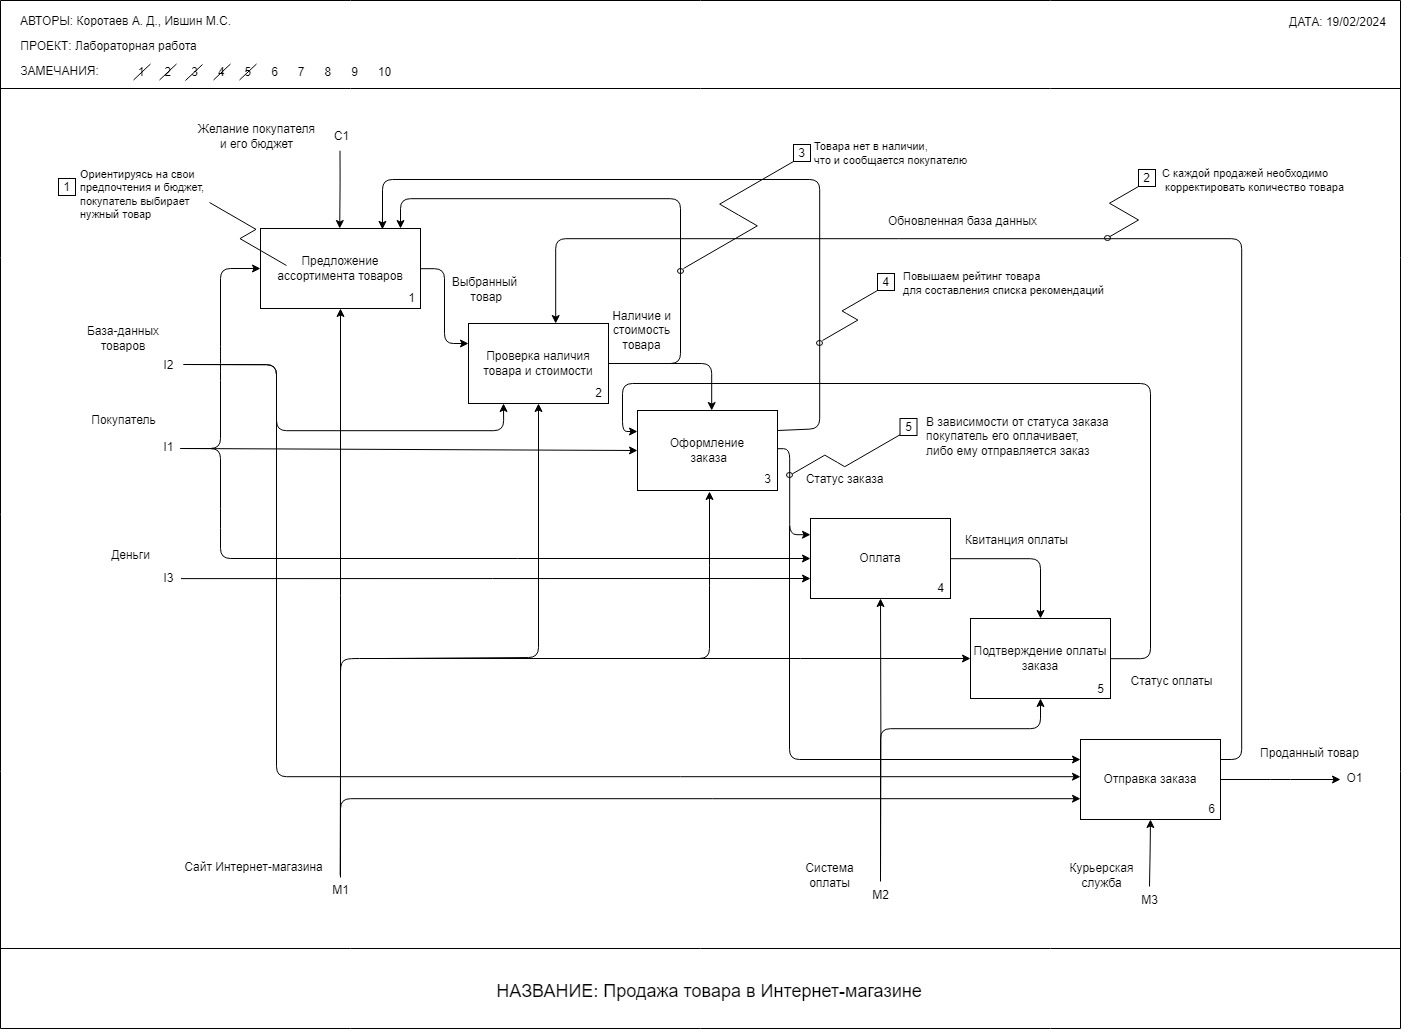 АВТОРЫ: Коротаев А. Д., Ившин М.С.
ДАТА: 19/02/2024
ПРОЕКТ: Лабораторная работа
ЗАМЕЧАНИЯ: 1 2 3 4 5 6 7 8 9 10
Желание покупателя
и его бюджет
C1
3
Товара нет в наличии,
что и сообщается покупателю
1
Ориентируясь на свои
предпочтения и бюджет,
покупатель выбирает
нужный товар
2
С каждой продажей необходимо
корректировать количество товара
Обновленная база данных
Предложение
ассортимента товаров
1
Выбранный
товар
4
Повышаем рейтинг товара
для составления списка рекомендаций
База-данных
товаров
I2
Наличие и
стоимость
товара
Проверка наличия
товара и стоимости
2
Покупатель
I1
Оформление
заказа
3
5
В зависимости от статуса заказа
покупатель его оплачивает,
либо ему отправляется заказ
Статус заказа
Деньги
I3
Оплата
4
Квитанция оплаты
Подтверждение оплаты
заказа
5
Статус оплаты
Отправка заказа
6
Проданный товар
O1
Сайт Интернет-магазина
M1
Система
оплаты
M2
Курьерская
служба
M3
НАЗВАНИЕ: Продажа товара в Интернет-магазине